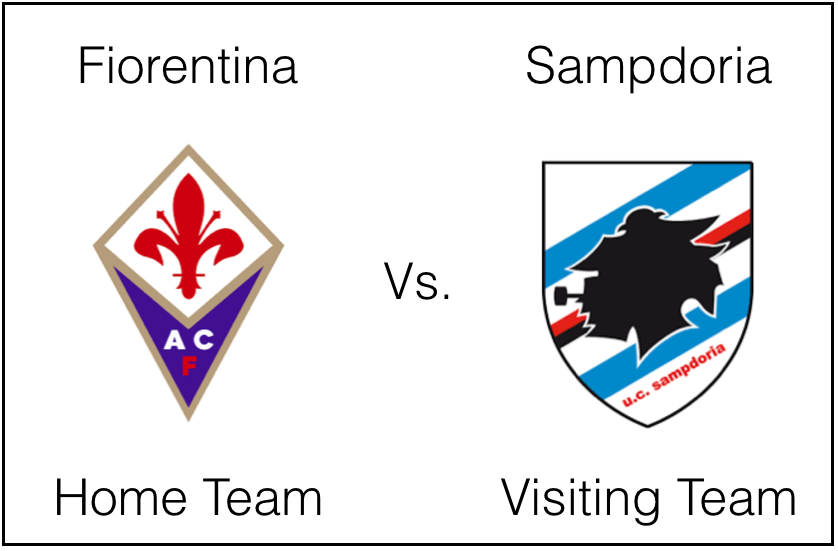 Fiorentina
Sampdoria
A C
F
Vs.
u.c. sampdoria
Home Team
Visiting Team